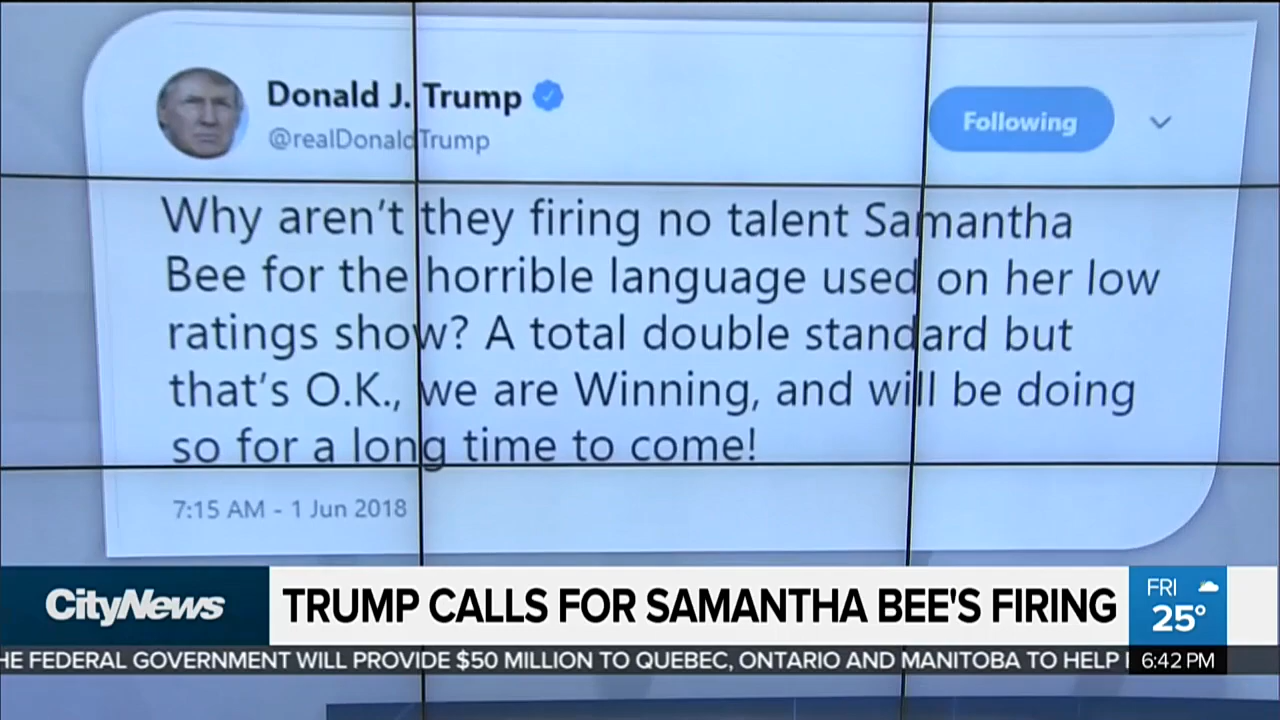 Donald J. Trump
@realDonaldTrump
Following
Why aren't they firing no talent Samantha
Bee for the horrible language used on her low
ratings show? A total double standard but
that's O.K., we are Winning, and will be doing
so for a long time to come!
7:15 AM - 1 Jun 2018
CityNews
TRUMP CALLS FOR SAMANTHA BEE'S FIRING
FRI
25°
HE FEDERAL GOVERNMENT WILL PROVIDE $50 MILLION TO QUEBEC, ONTARIO AND MANITOBA TO HELP
6:42 PM